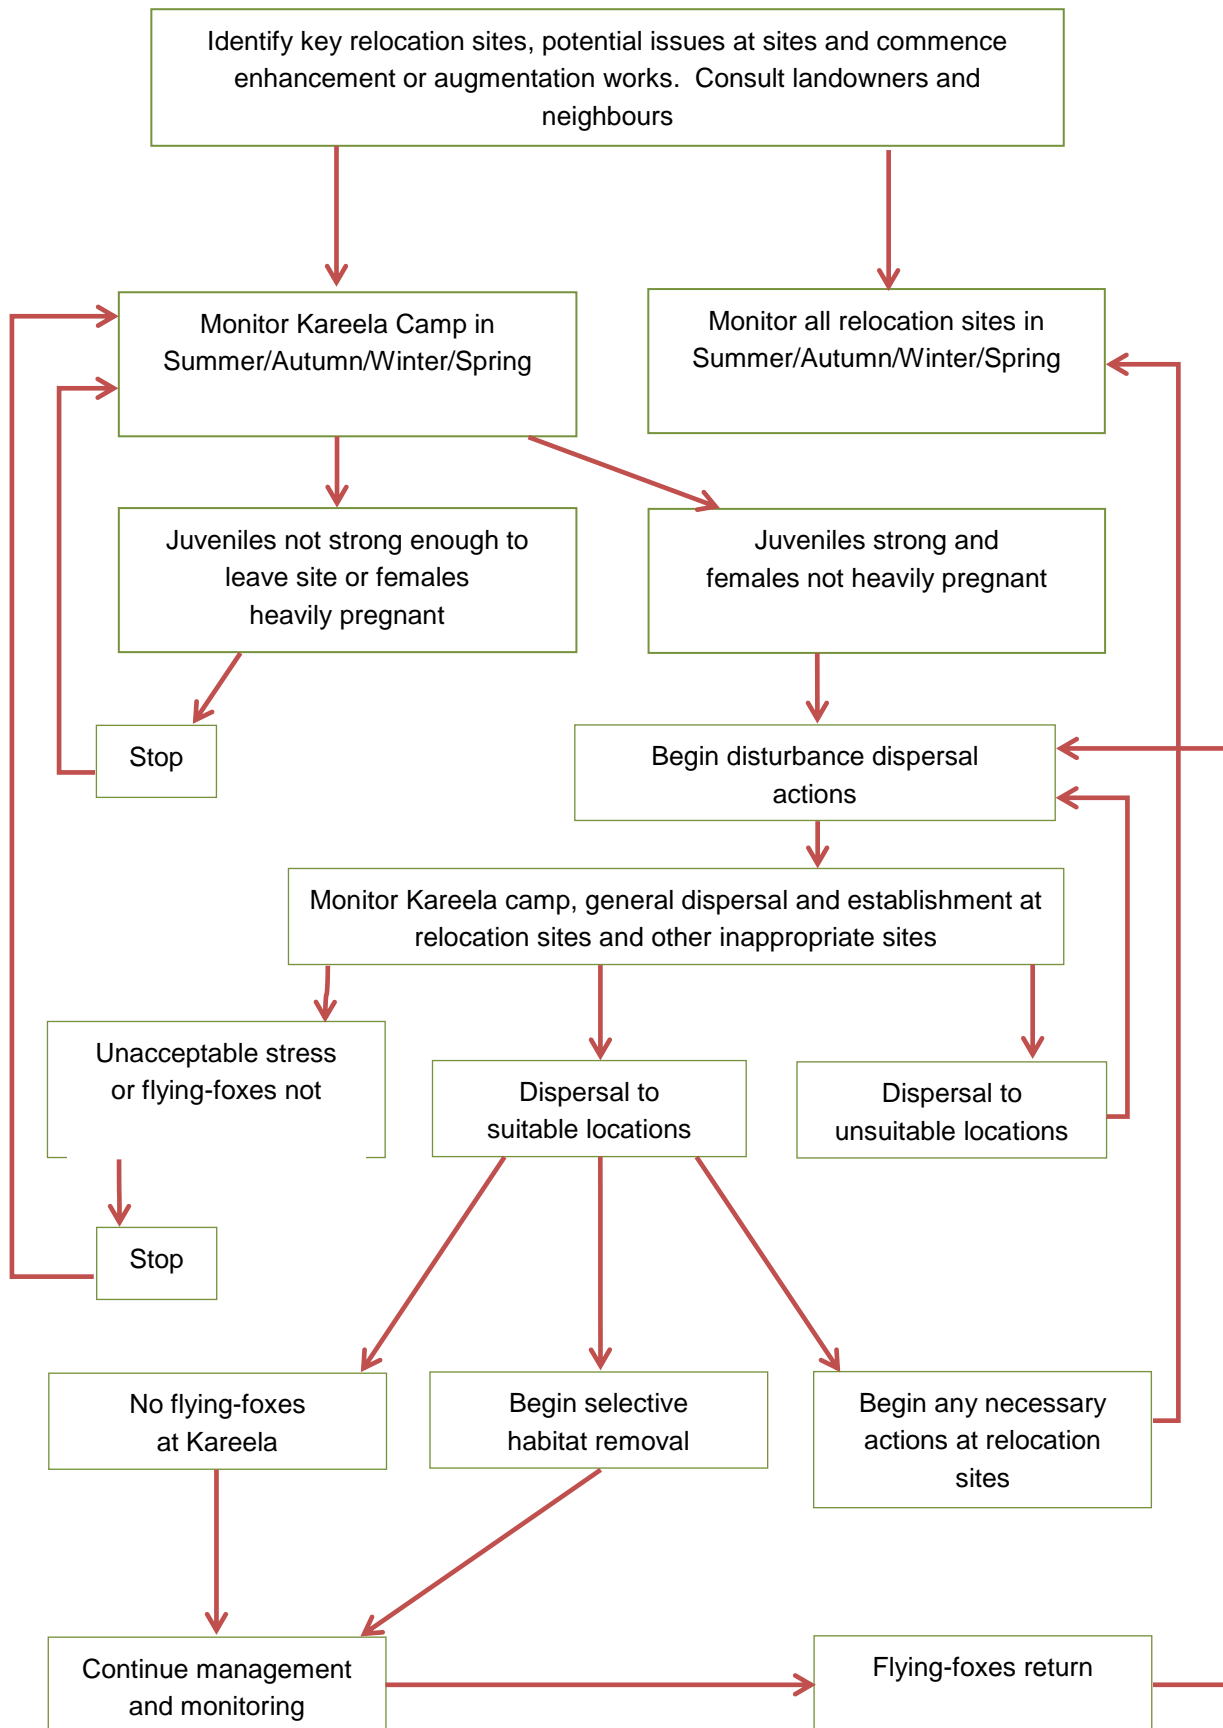 Identify key relocation sites, potential issues at sites and commence
enhancement or augmentation works.  Consult landowners and
neighbours
Monitor Kareela Camp in
Summer/Autumn/Winter/Spring
Monitor all relocation sites in
Summer/Autumn/Winter/Spring
Juveniles not strong enough to
leave site or females
heavily pregnant
Juveniles strong and
females not heavily pregnant
Stop
Begin disturbance dispersal
actions
Monitor Kareela camp, general dispersal and establishment at
relocation sites and other inappropriate sites
Unacceptable stress
or flying-foxes not
Dispersal to
suitable locations
Dispersal to
unsuitable locations
Stop
No flying-foxes
at Kareela
Begin selective
habitat removal
Begin any necessary
actions at relocation
sites
Continue management
and monitoring
Flying-foxes return